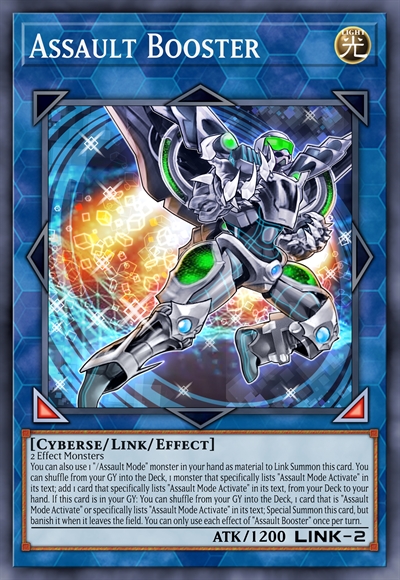 ASSAULT BOOSTER
LIGHT
光
[CYBERSE/LINK/EFFECT]
2 Effect Monsters
You can also use 1 "/Assault Mode" monster in your hand as material to Link Summon this card. You
can shuffle from your GY into the Deck, 1 monster that specifically lists "Assault Mode Activate" in
its text; add 1 card that specifically lists "Assault Mode Activate" in its text, from your Deck to your
hand. If this card is in your GY: You can shuffle from your GY into the Deck, 1 card that is "Assault
Mode Activate" or specifically lists "Assault Mode Activate" in its text; Special Summon this card, but
banish it when it leaves the field. You can only use each effect of "Assault Booster" once per turn.
ATK/1200 LINK-2